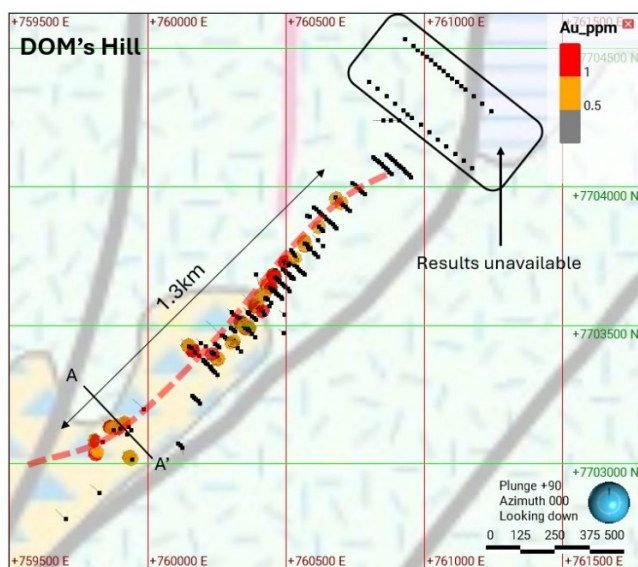 +759500 E
+760000 E
+760500 E
+761000 E
+761500 E
DOM's Hill
Au_ppm
1
0.5
+7704500 N
+7704000 N
Results unavailable
1.3km
+7703500 N
A
A'
+7703000 N
Plunge +90
Azimuth 000
Looking down
0 125 250 375 500
+759500 E
+760000 E
+760500 E
+761000 E
+761500 E